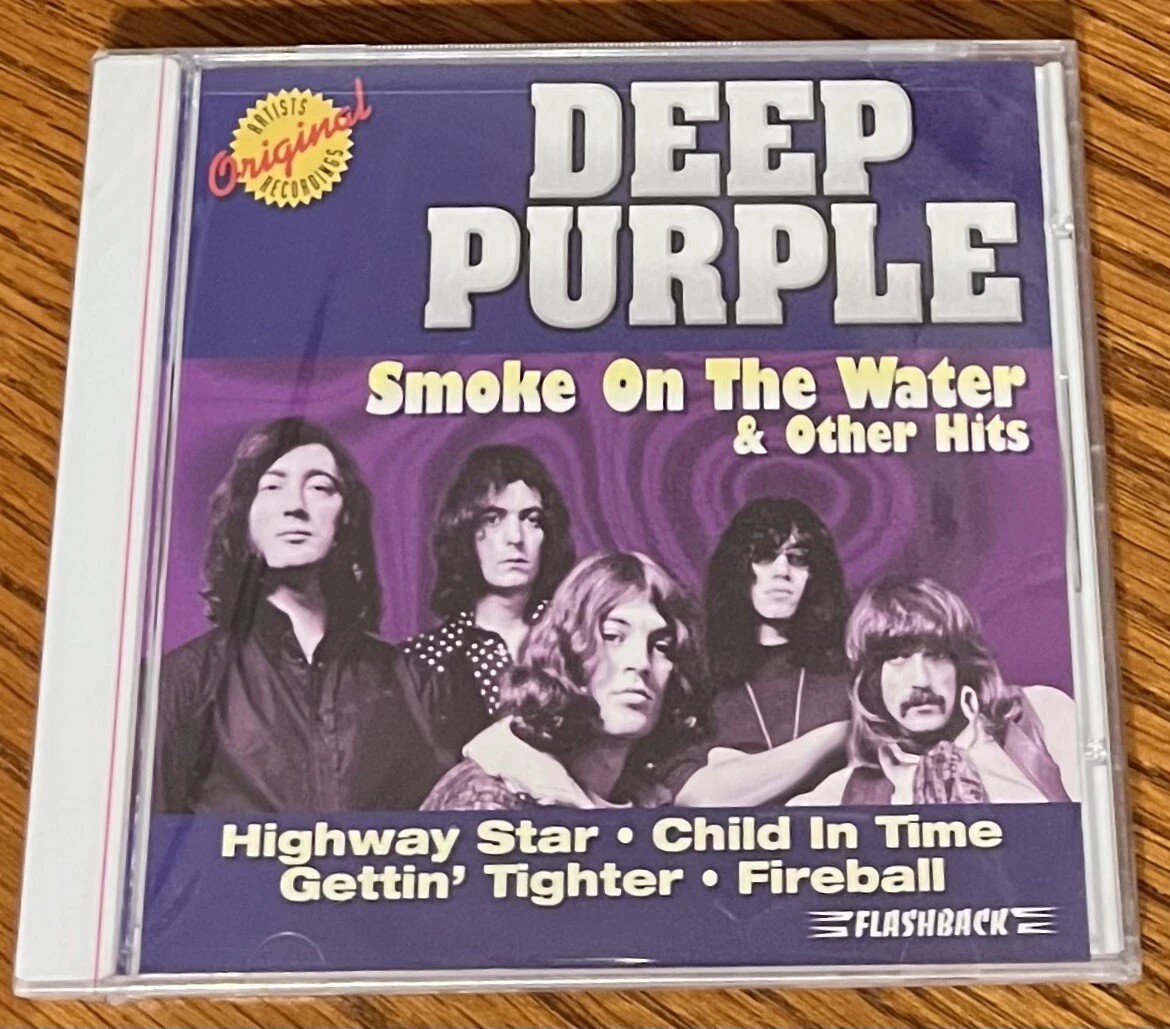 ARTISTS
Original
RECORDINGS
DEEP
PURPLE
Smoke On The Water
& Other Hits
Highway Star • Child In Time
Gettin' Tighter • Fireball
FLASHBACK